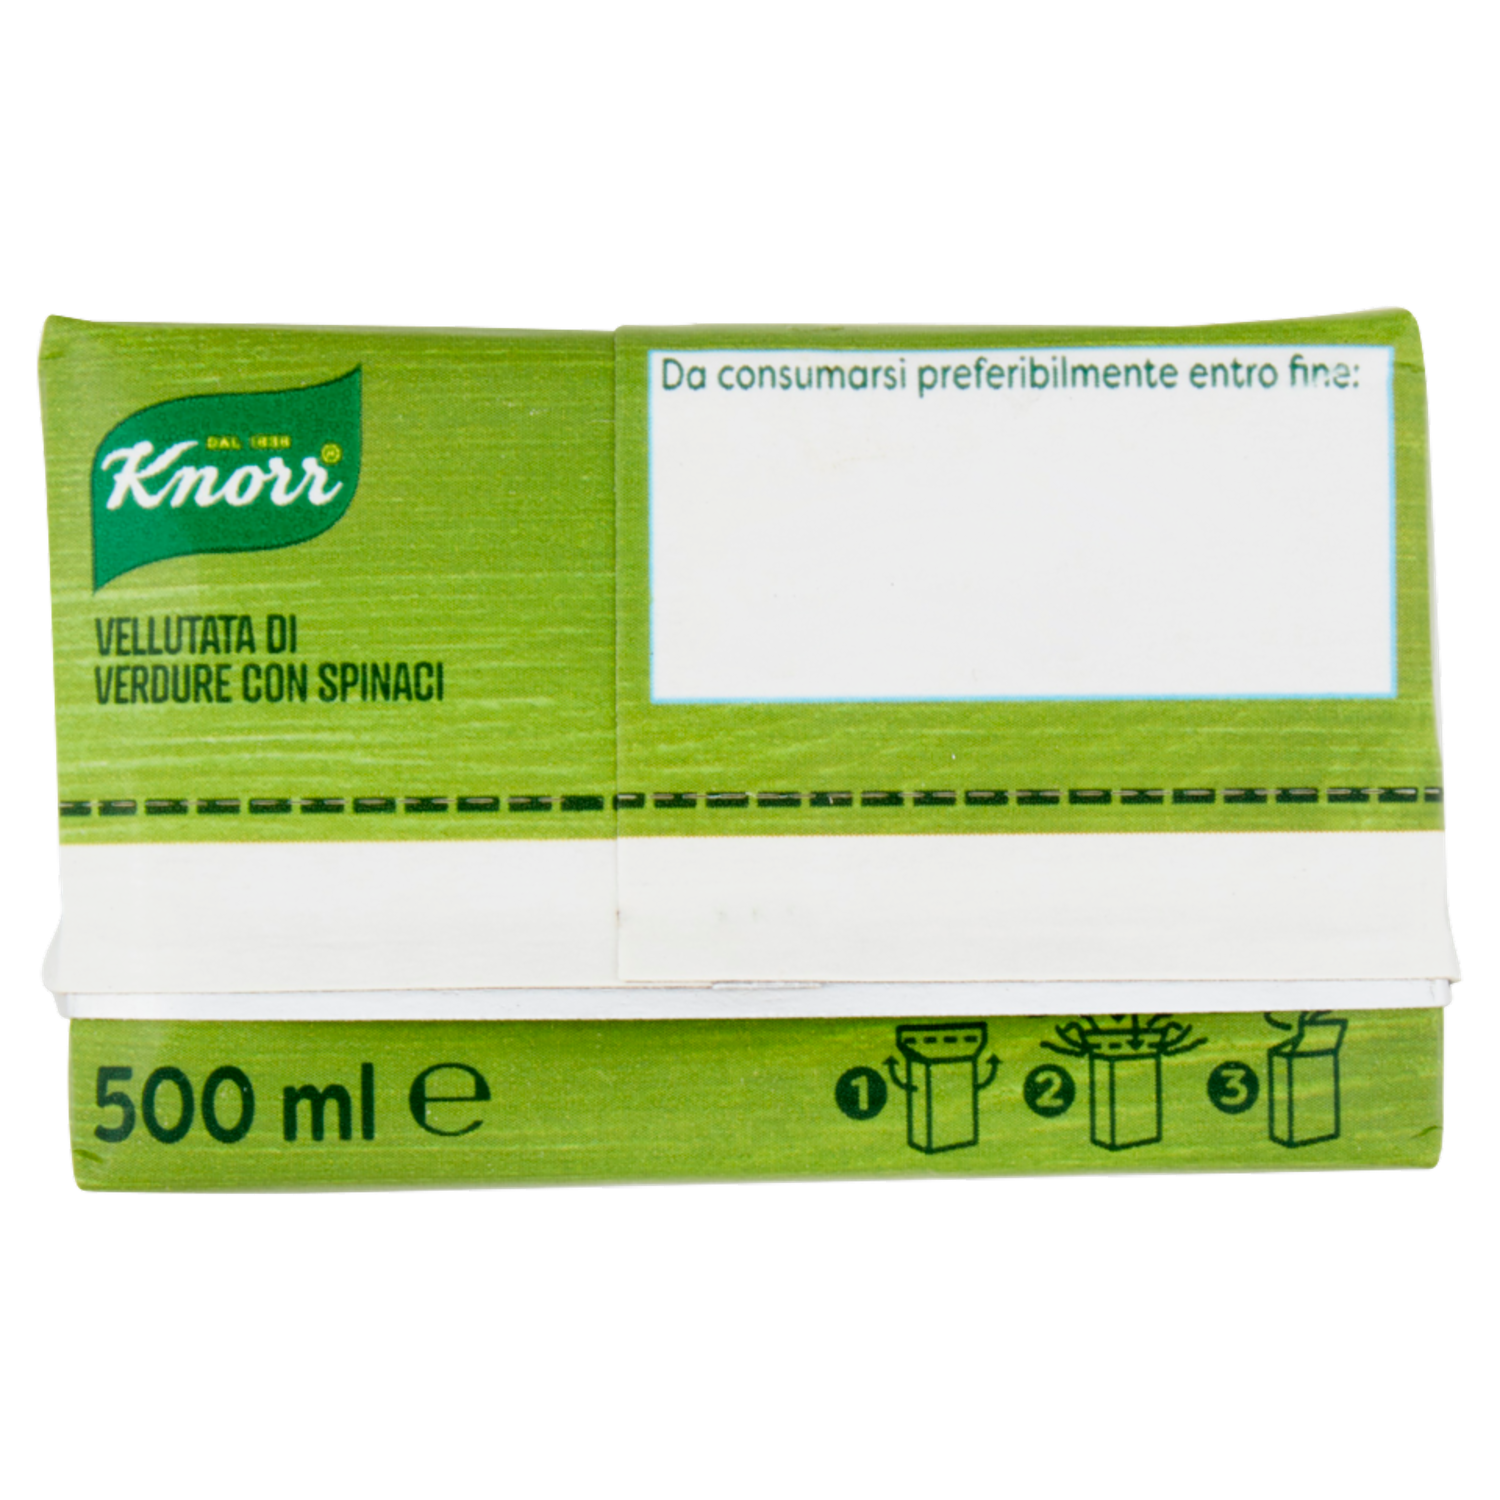 DAL 1838
Knorr®
VELLUTATA DI
VERDURE CON SPINACI
Da consumarsi preferibilmente entro fine:
500 ml ℮
1 2 3